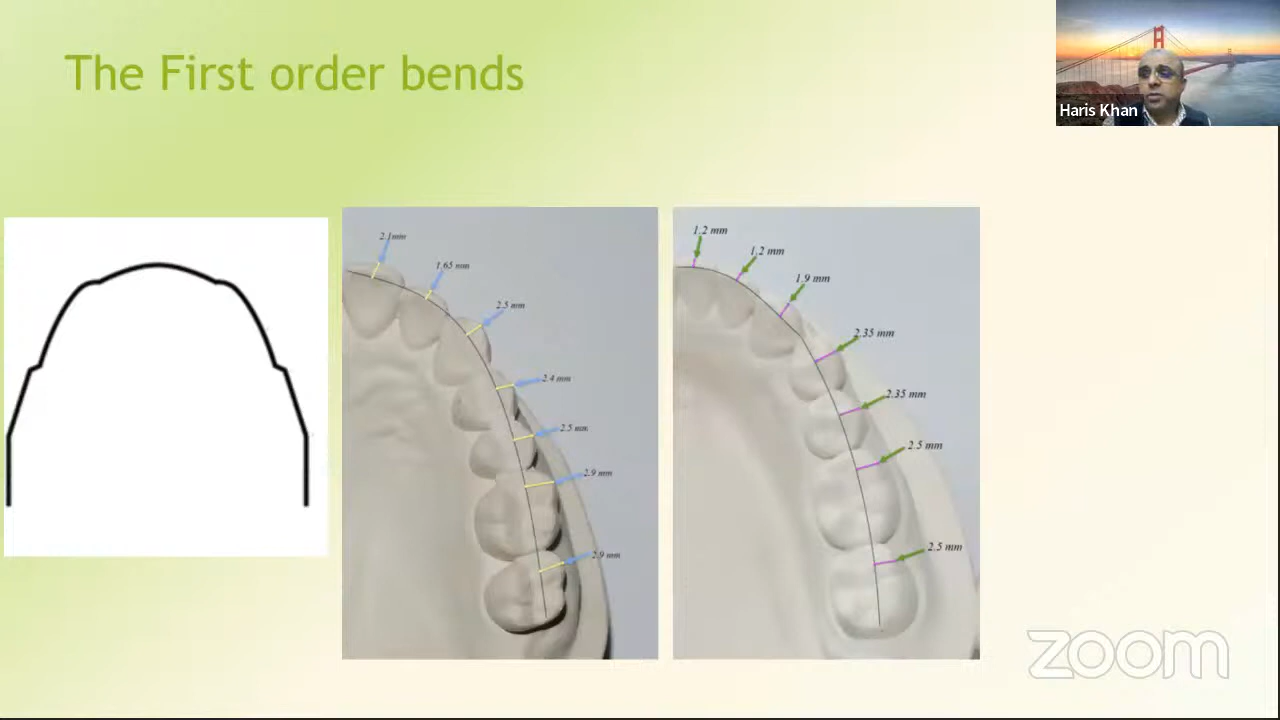 The First order bends
Haris Khan
2.1mm
1.65 mm
2.5 mm
2.4 mm
2.5 mm
2.9 mm
2.9 mm
1.2 mm
1.2 mm
1.9 mm
2.35 mm
2.35 mm
2.5 mm
2.5 mm
zoom